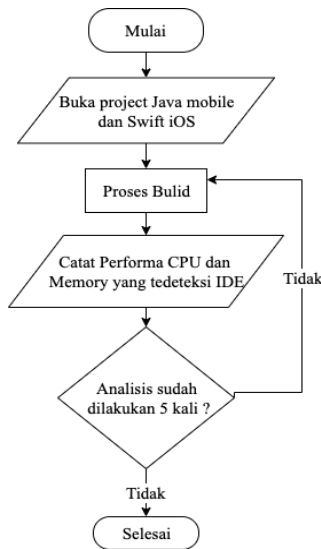 Mulai
Buka project Java mobile
dan Swift iOS
Proses Bulid
Catat Performa CPU dan
Memory yang tedeteksi IDE
Tidak
Analisis sudah
dilakukan 5 kali ?
Tidak
Selesai